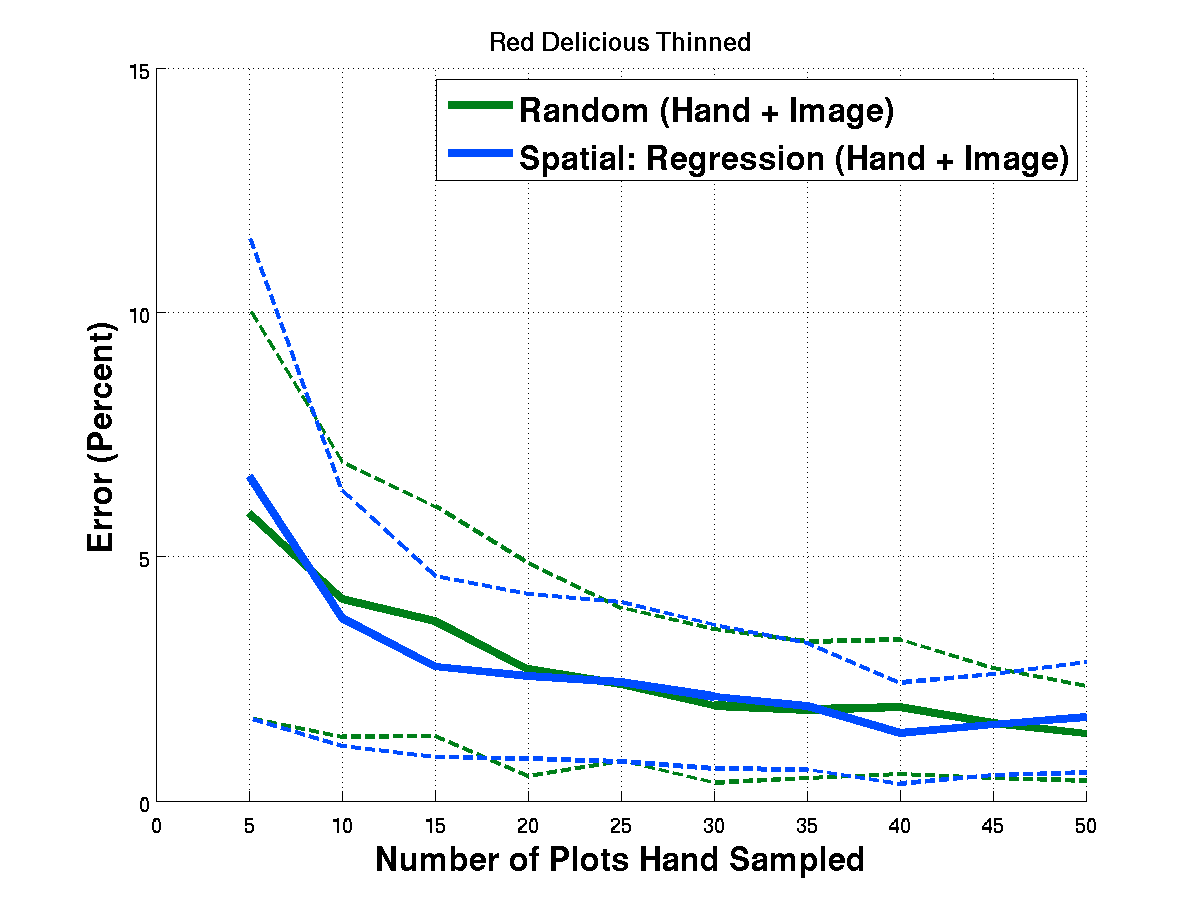 Red Delicious Thinned
Random (Hand + Image)
Spatial: Regression (Hand + Image)
15
10
5
0
Error (Percent)
0 5 10 15 20 25 30 35 40 45 50
Number of Plots Hand Sampled